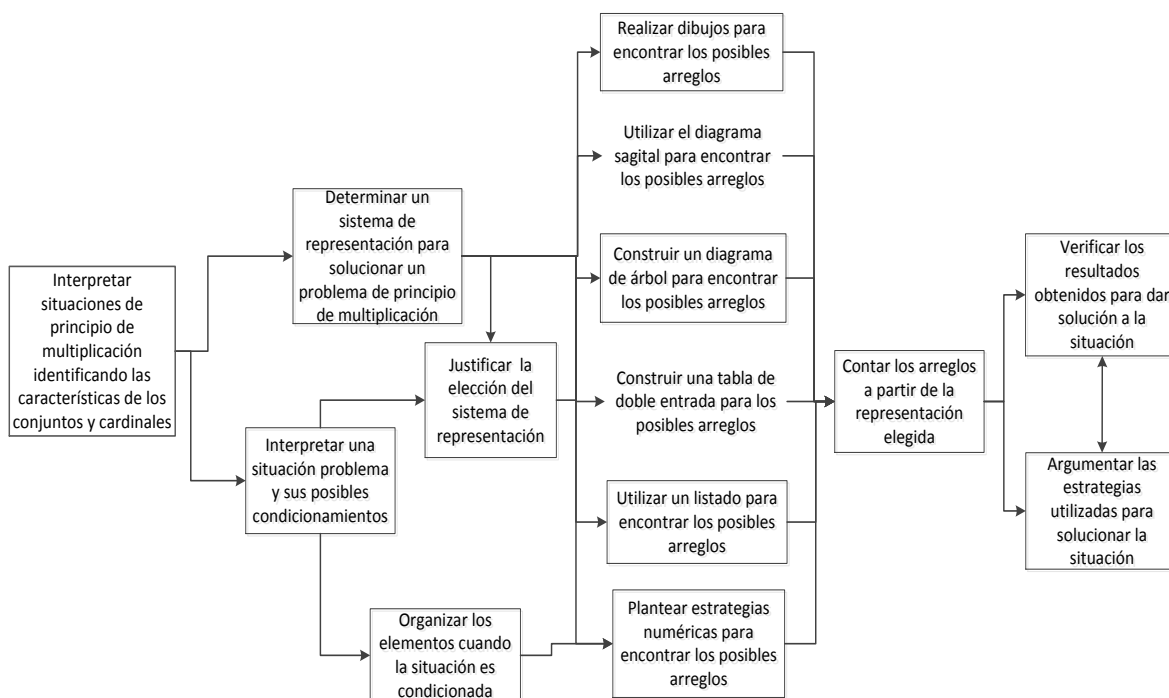 Interpretar
situaciones de
principio de
multiplicación
identificando las
características de los
conjuntos y cardinales
Determinar un
sistema de
representación para
solucionar un
problema de principio
de multiplicación
Interpretar una
situación problema
y sus posibles
condicionamientos
Justificar la
elección del
sistema de
representación
Organizar los
elementos cuando
la situación es
condicionada
Realizar dibujos para
encontrar los posibles
arreglos
Utilizar el diagrama
sagital para encontrar
los posibles arreglos
Construir un diagrama
de árbol para encontrar
los posibles arreglos
Construir una tabla de
doble entrada para los
posibles arreglos
Utilizar un listado para
encontrar los posibles
arreglos
Plantear estrategias
numéricas para
encontrar los posibles
arreglos
Contar los arreglos
a partir de la
representación
elegida
Verificar los
resultados
obtenidos para dar
solución a la
situación
Argumentar las
estrategias
utilizadas para
solucionar la
situación